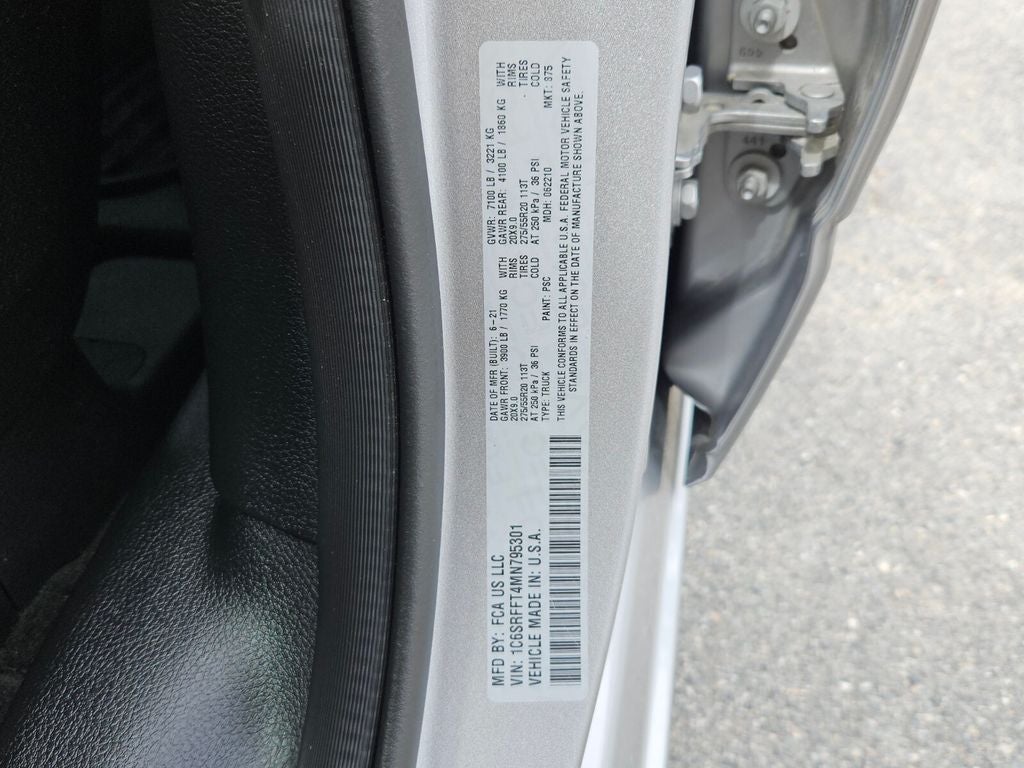 MFD BY: FCA US LLC
VIN: 1C6SRFFT4MN795301
VEHICLE MADE IN: U.S.A.
DATE OF MFR (BUILT): 6-21
GAWR FRONT: 3900 LB / 1770 KG WITH
20X9.0 RIMS
275/55R20 113T TIRES
AT 250 kPa / 36 PSI COLD
TYPE: TRUCK PAINT: PSC
GVWR: 7100 LB / 3221 KG
GAWR REAR: 4100 LB / 1860 KG WITH
20X9.0 RIMS
275/55R20 113T TIRES
AT 250 kPa / 36 PSI COLD
MDH: 062210 MKT: 375
THIS VEHICLE CONFORMS TO ALL APPLICABLE U.S.A. FEDERAL MOTOR VEHICLE SAFETY
STANDARDS IN EFFECT ON THE DATE OF MANUFACTURE SHOWN ABOVE.
441